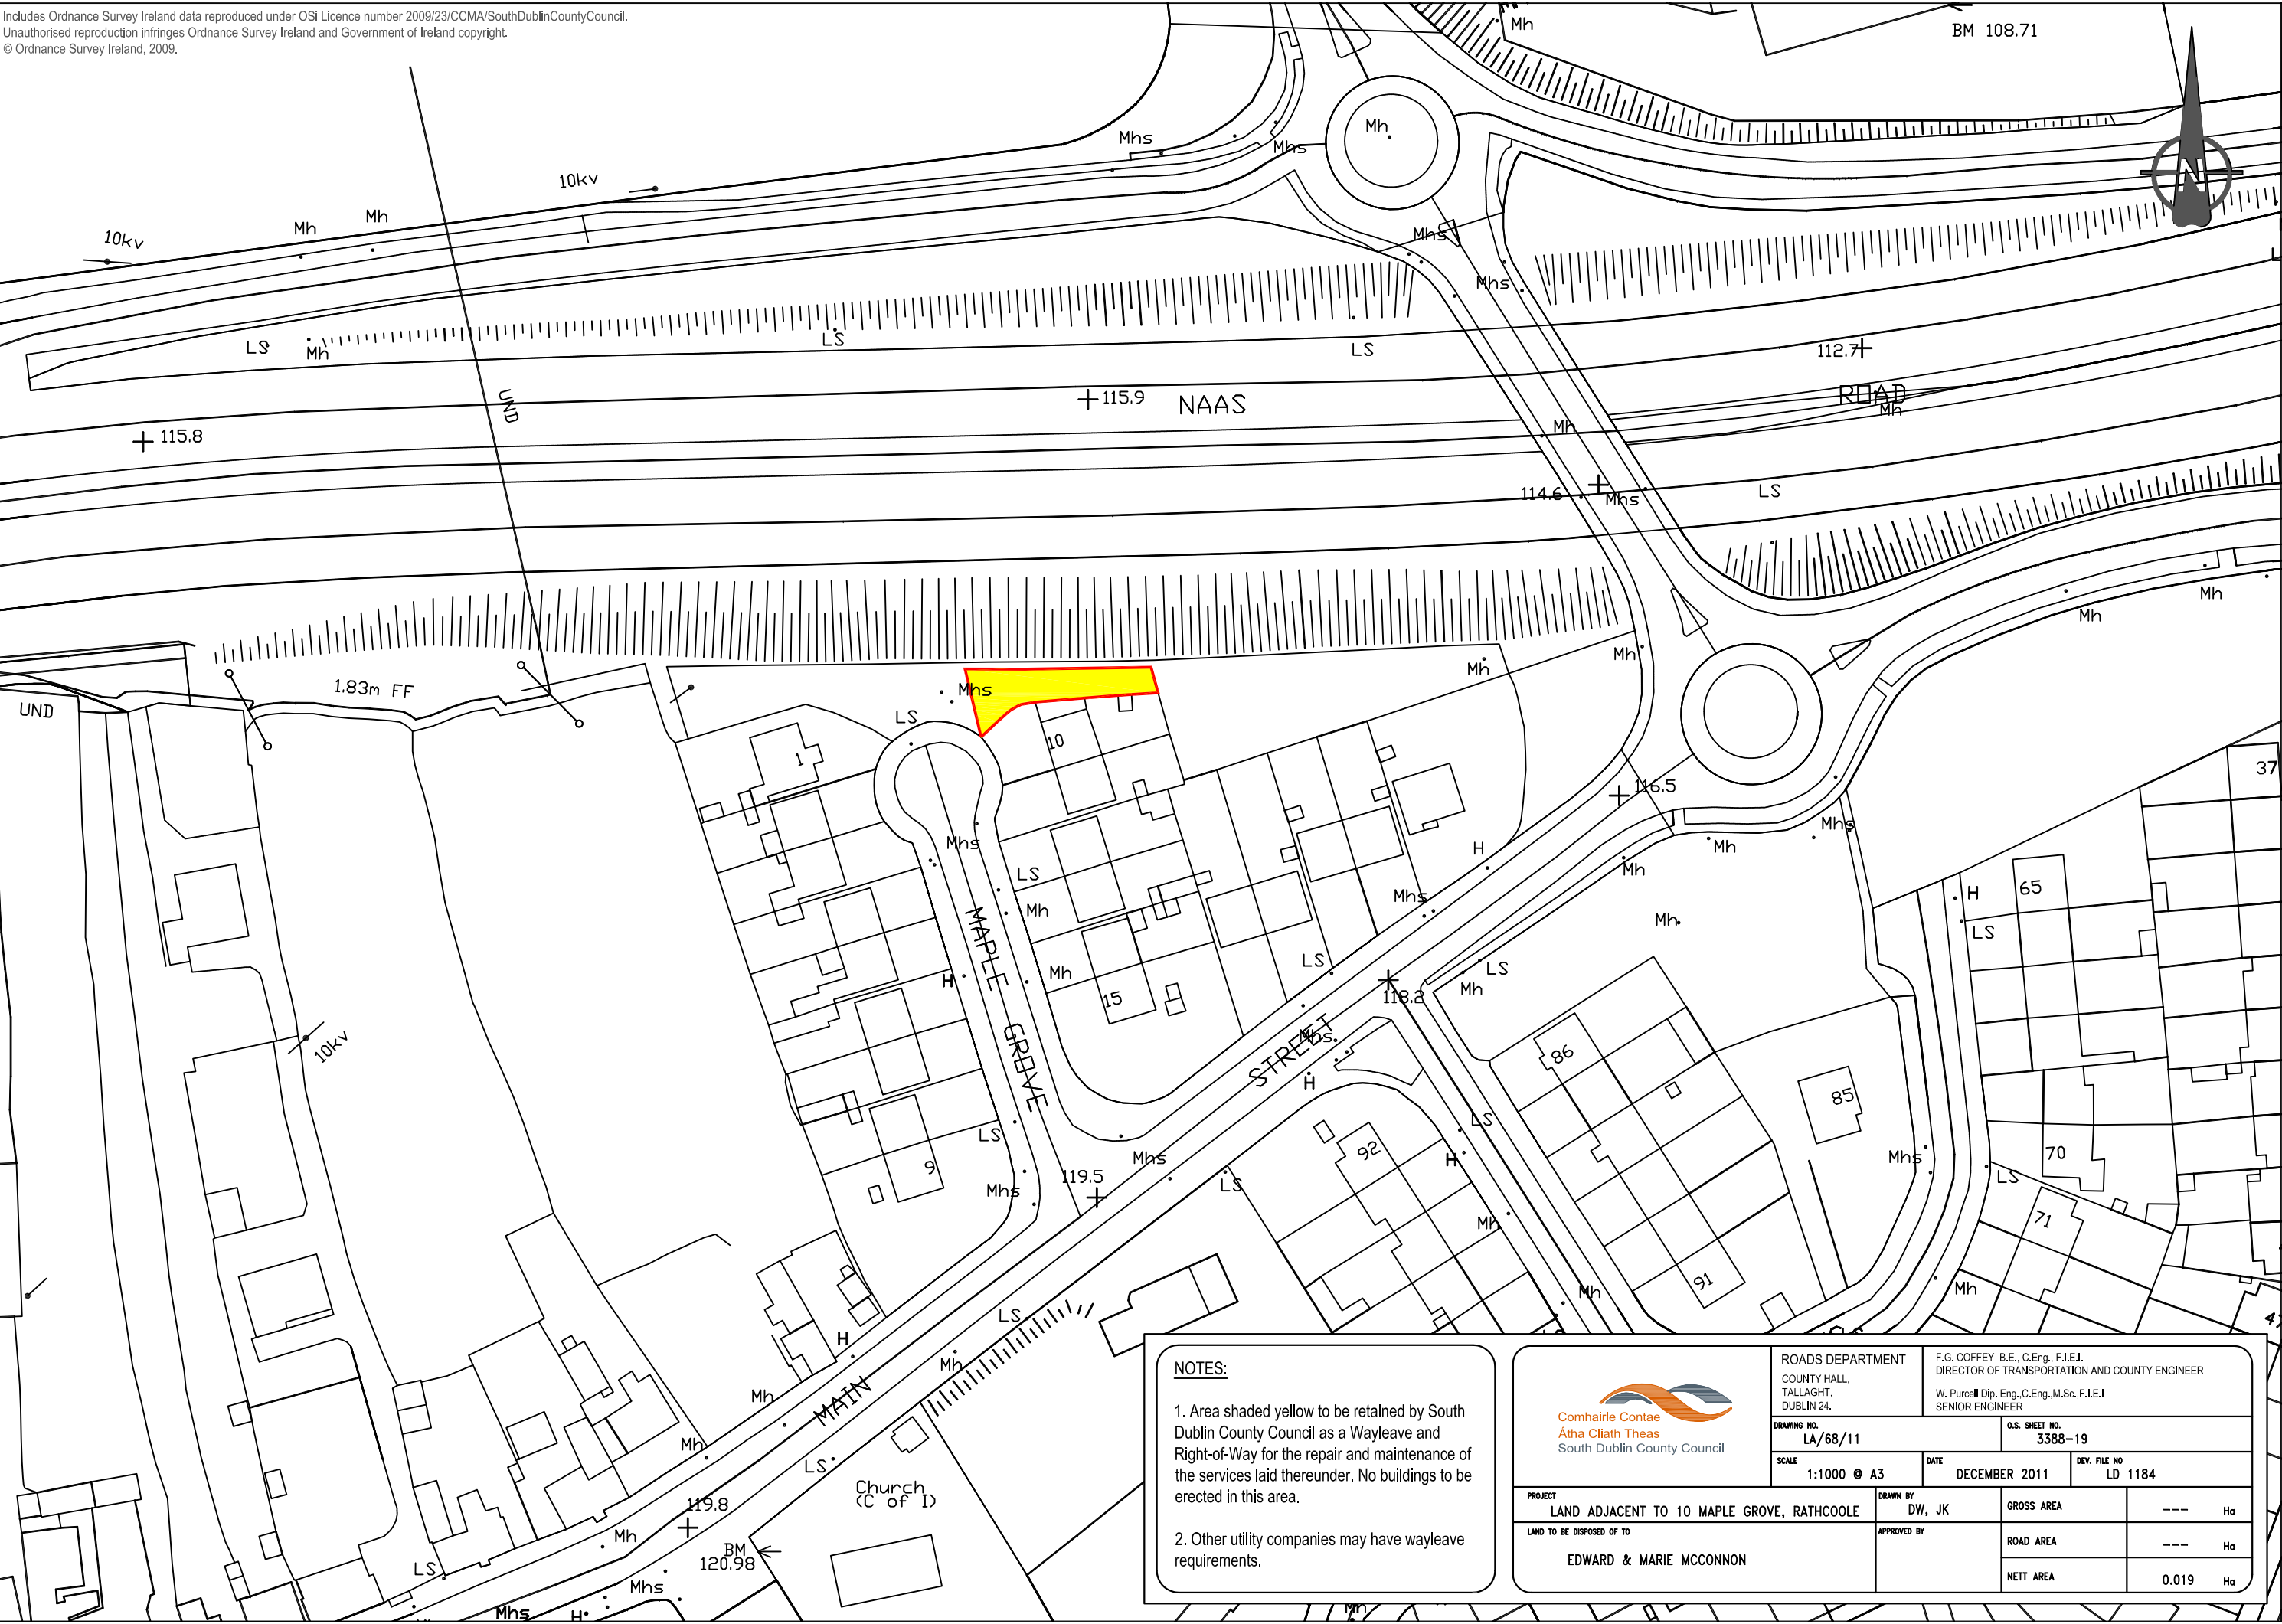 Includes Ordnance Survey Ireland data reproduced under OSi Licence number 2009/23/CCMA/SouthDublinCountyCouncil.
Unauthorised reproduction infringes Ordnance Survey Ireland and Government of Ireland copyright.
© Ordnance Survey Ireland, 2009.
Mh
BM 108.71
Mh
Mhs
Mhs
N
10kv
Mh
Mh
10kv
Mhs
Mhs
LS
Mh
LS
LS
112.7
UND
115.9
NAAS
ROAD
Mh
115.8
Mh
114.6
Mhs
LS
Mh
Mh
Mh
Mh
1.83m FF
UND
Mhs
LS
10
1
37
116.5
Mhs
Mhs
Mh
H
Mh
LS
65
H
Mhs
Mh
Mh
LS
MAPLE
LS
LS
Mh
H
118.2
Mh
15
10kv
GROVE
STREET
Mhs
86
H
85
LS
LS
92
70
9
Mhs
H
Mhs
119.5
LS
LS
Mhs
71
Mh
91
Mh
Mh
LS
H
Mh
MAIN
Mh
Mh
LS
Church
(C of I)
119.8
Mh
BM
120.98
LS
Mhs
Mhs
H
Mh
NOTES:
1. Area shaded yellow to be retained by South
Dublin County Council as a Wayleave and
Right-of-Way for the repair and maintenance of
the services laid thereunder. No buildings to be
erected in this area.
2. Other utility companies may have wayleave
requirements.
Comhairle Contae
Átha Cliath Theas
South Dublin County Council
ROADS DEPARTMENT
COUNTY HALL,
TALLAGHT,
DUBLIN 24.
F.G. COFFEY B.E., C.Eng., F.I.E.I.
DIRECTOR OF TRANSPORTATION AND COUNTY ENGINEER
W. Purcell Dip. Eng.,C.Eng.,M.Sc.,F.I.E.I
SENIOR ENGINEER
DRAWING NO.
LA/68/11
O.S. SHEET NO.
3388-19
SCALE
1:1000 @ A3
DATE
DECEMBER 2011
DEV. FILE NO
LD 1184
PROJECT
LAND ADJACENT TO 10 MAPLE GROVE, RATHCOOLE
DRAWN BY
DW, JK
GROSS AREA
--- Ha
LAND TO BE DISPOSED OF TO
EDWARD & MARIE MCCONNON
APPROVED BY
ROAD AREA
--- Ha
NETT AREA
0.019 Ha